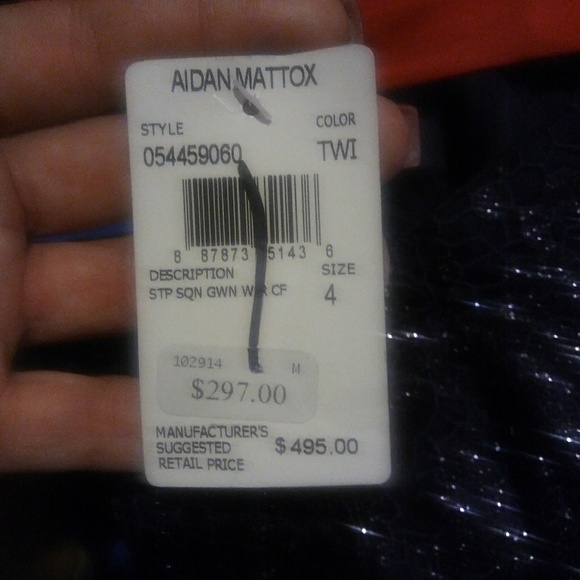 AIDAN MATTOX
STYLE COLOR
054459060 TWI
8 87873 5143 6
DESCRIPTION SIZE
STP SQN GWN CF 4
102914 M
$297.00
MANUFACTURER'S
SUGGESTED $495.00
RETAIL PRICE